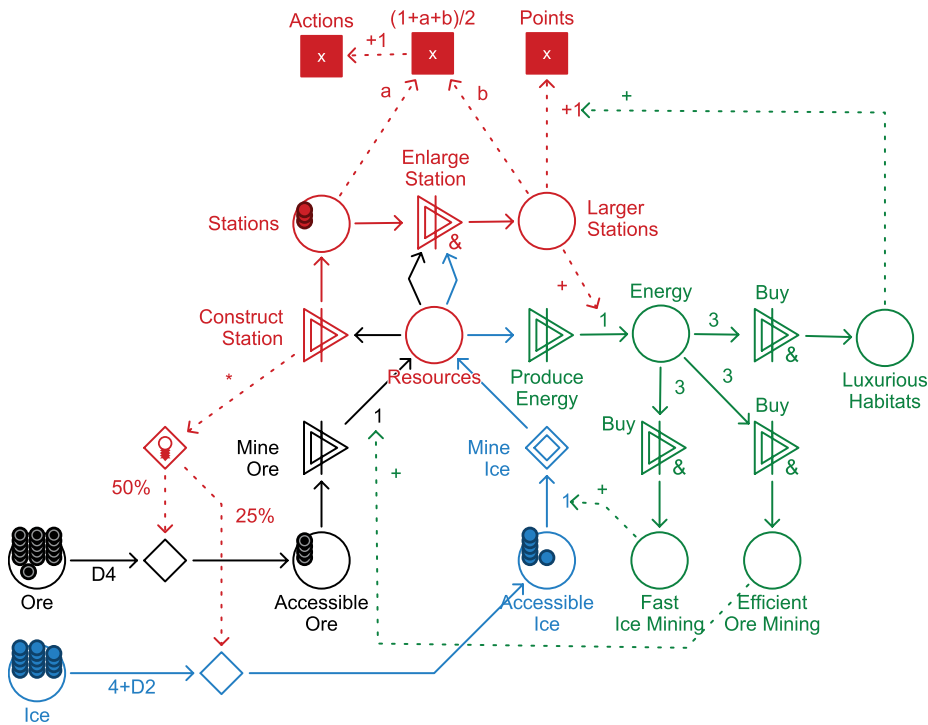 Actions
(1+a+b)/2
Points
x
+1
x
x
a
b
+1
+
Enlarge
Station
Stations
&
Larger
Stations
+
Energy
Buy
Construct
Station
1
3
&
Resources
Produce
Energy
Luxurious
Habitats
*
3
3
1
Buy
Buy
Mine
Ore
Mine
Ice
&
&
+
50%
25%
1
+
D4
Ore
Accessible
Ore
Accessible
Ice
Fast
Ice Mining
Efficient
Ore Mining
4+D2
Ice